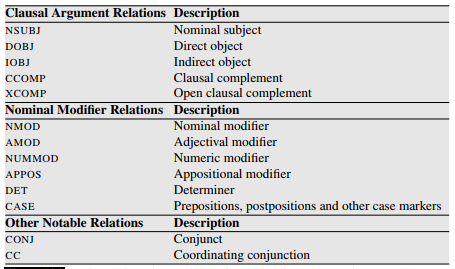 Clausal Argument Relations Description
NSUBJ Nominal subject
DOBJ Direct object
IOBJ Indirect object
CCOMP Clausal complement
XCOMP Open clausal complement
Nominal Modifier Relations Description
NMOD Nominal modifier
AMOD Adjectival modifier
NUMMOD Numeric modifier
APPOS Appositional modifier
DET Determiner
CASE Prepositions, postpositions and other case markers
Other Notable Relations Description
CONJ Conjunct
CC Coordinating conjunction